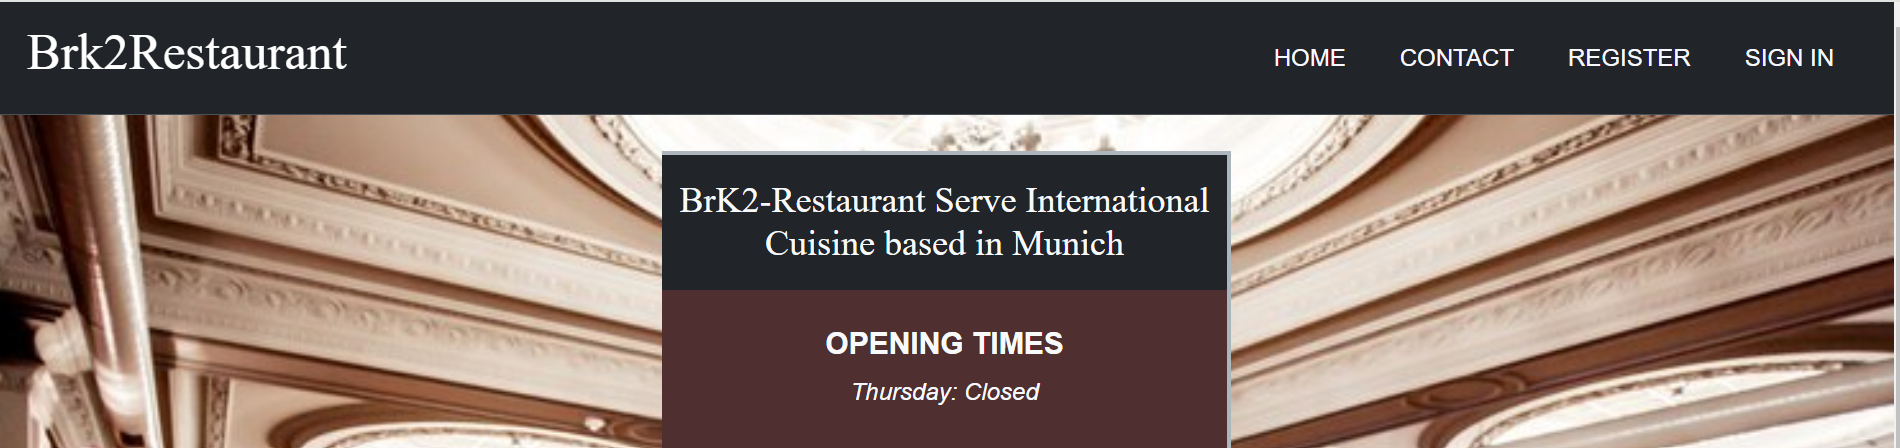 Brk2Restaurant
HOME CONTACT REGISTER SIGN IN
BrK2-Restaurant Serve International
Cuisine based in Munich
OPENING TIMES
Thursday: Closed